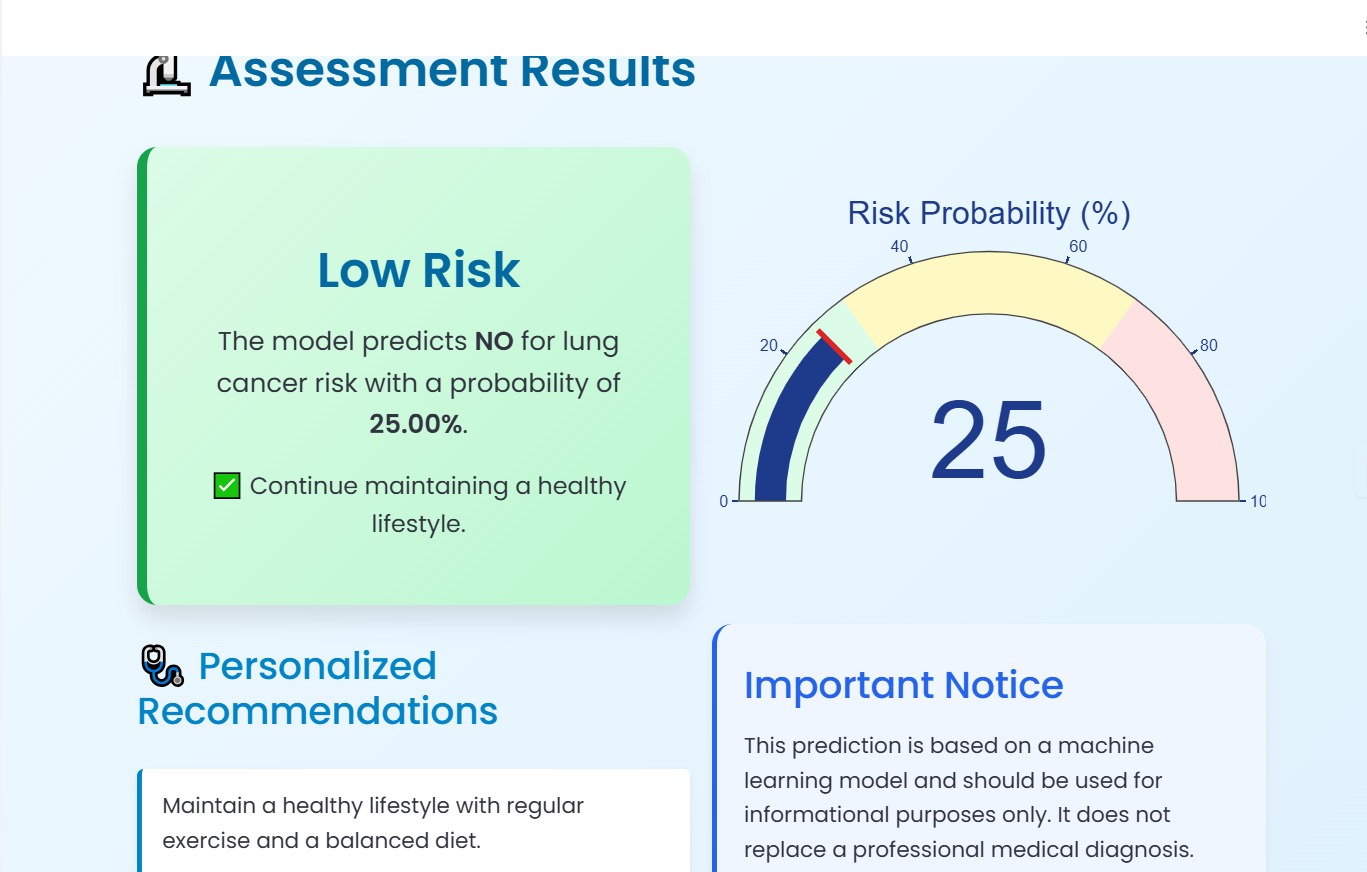 Assessment Results
Low Risk
The model predicts NO for lung
cancer risk with a probability of
25.00%.
✅ Continue maintaining a healthy
lifestyle.
Risk Probability (%)
0
20
40
60
80
10
25
Personalized
Recommendations
Maintain a healthy lifestyle with regular
exercise and a balanced diet.
Important Notice
This prediction is based on a machine
learning model and should be used for
informational purposes only. It does not
replace a professional medical diagnosis.